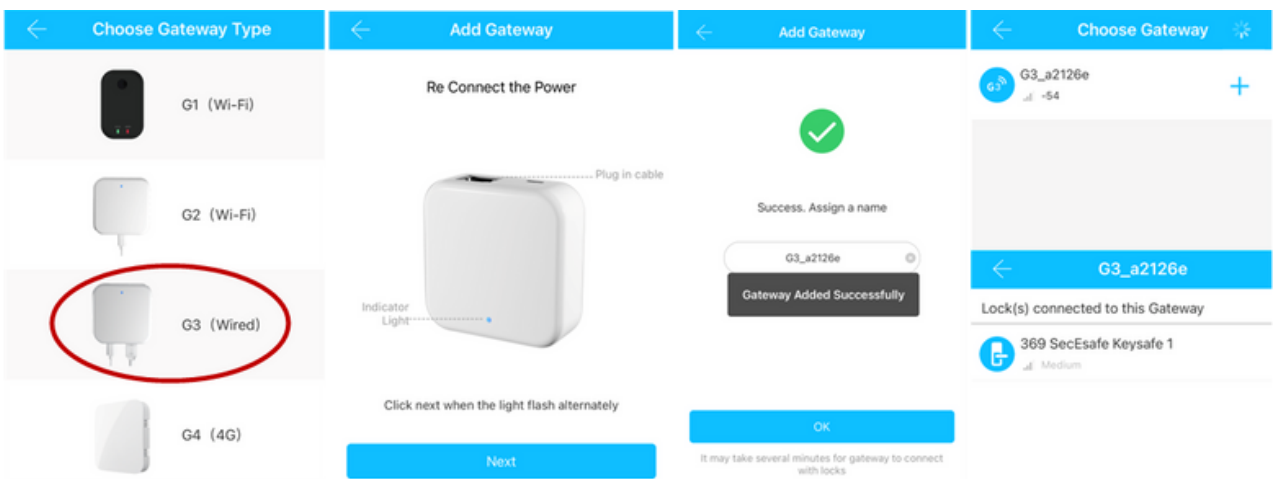 Choose Gateway Type
G1 (Wi-Fi)
G2 (Wi-Fi)
G3 (Wired)
G4 (4G)
Add Gateway
Re Connect the Power
Plug in cable
Indicator
Light
Click next when the light flash alternately
Next
Add Gateway
Success. Assign a name
G3_a2126e
Gateway Added Successfully
OK
It may take several minutes for gateway to connect
with locks
Choose Gateway
G3
G3_a2126e
-54
G3_a2126e
Lock(s) connected to this Gateway
369 SecEsafe Keysafe 1
Medium